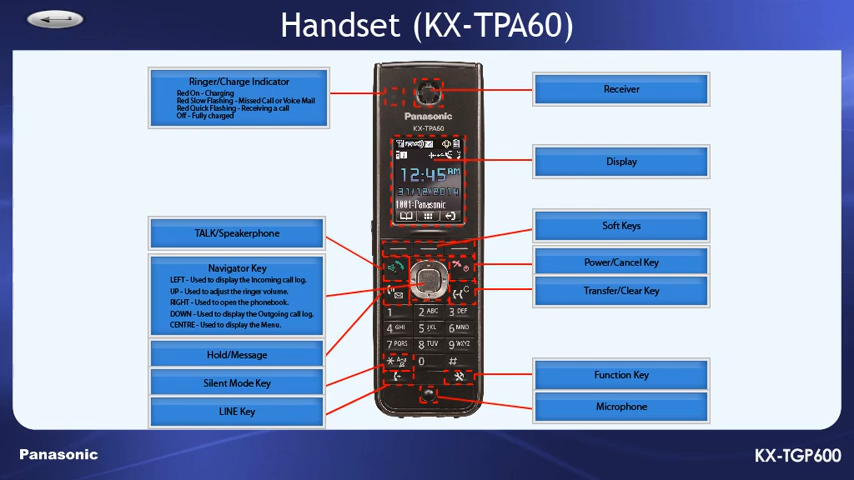 Handset (KX-TPA60)
Ringer/Charge Indicator
Red On - Charging
Red Slow Flashing - Missed Call or Voice Mail
Red Quick Flashing - Receiving a call
Off - Fully charged
TALK/Speakerphone
Navigator Key
LEFT - Used to display the Incoming call log.
UP - Used to adjust the ringer volume.
RIGHT - Used to open the phonebook.
DOWN - Used to display the Outgoing call log.
CENTRE - Used to display the Menu.
Hold/Message
Silent Mode Key
LINE Key
Panasonic
KX-TPA60
12:45 AM
31/12/2014
1001:Panasonic
C
1 2 ABC 3 DEF
4 GHI 5 JKL 6 MNO
7 PQRS 8 TUV 9 WXYZ
* 0 #
Receiver
Display
Soft Keys
Power/Cancel Key
Transfer/Clear Key
Function Key
Microphone
Panasonic
KX-TGP600